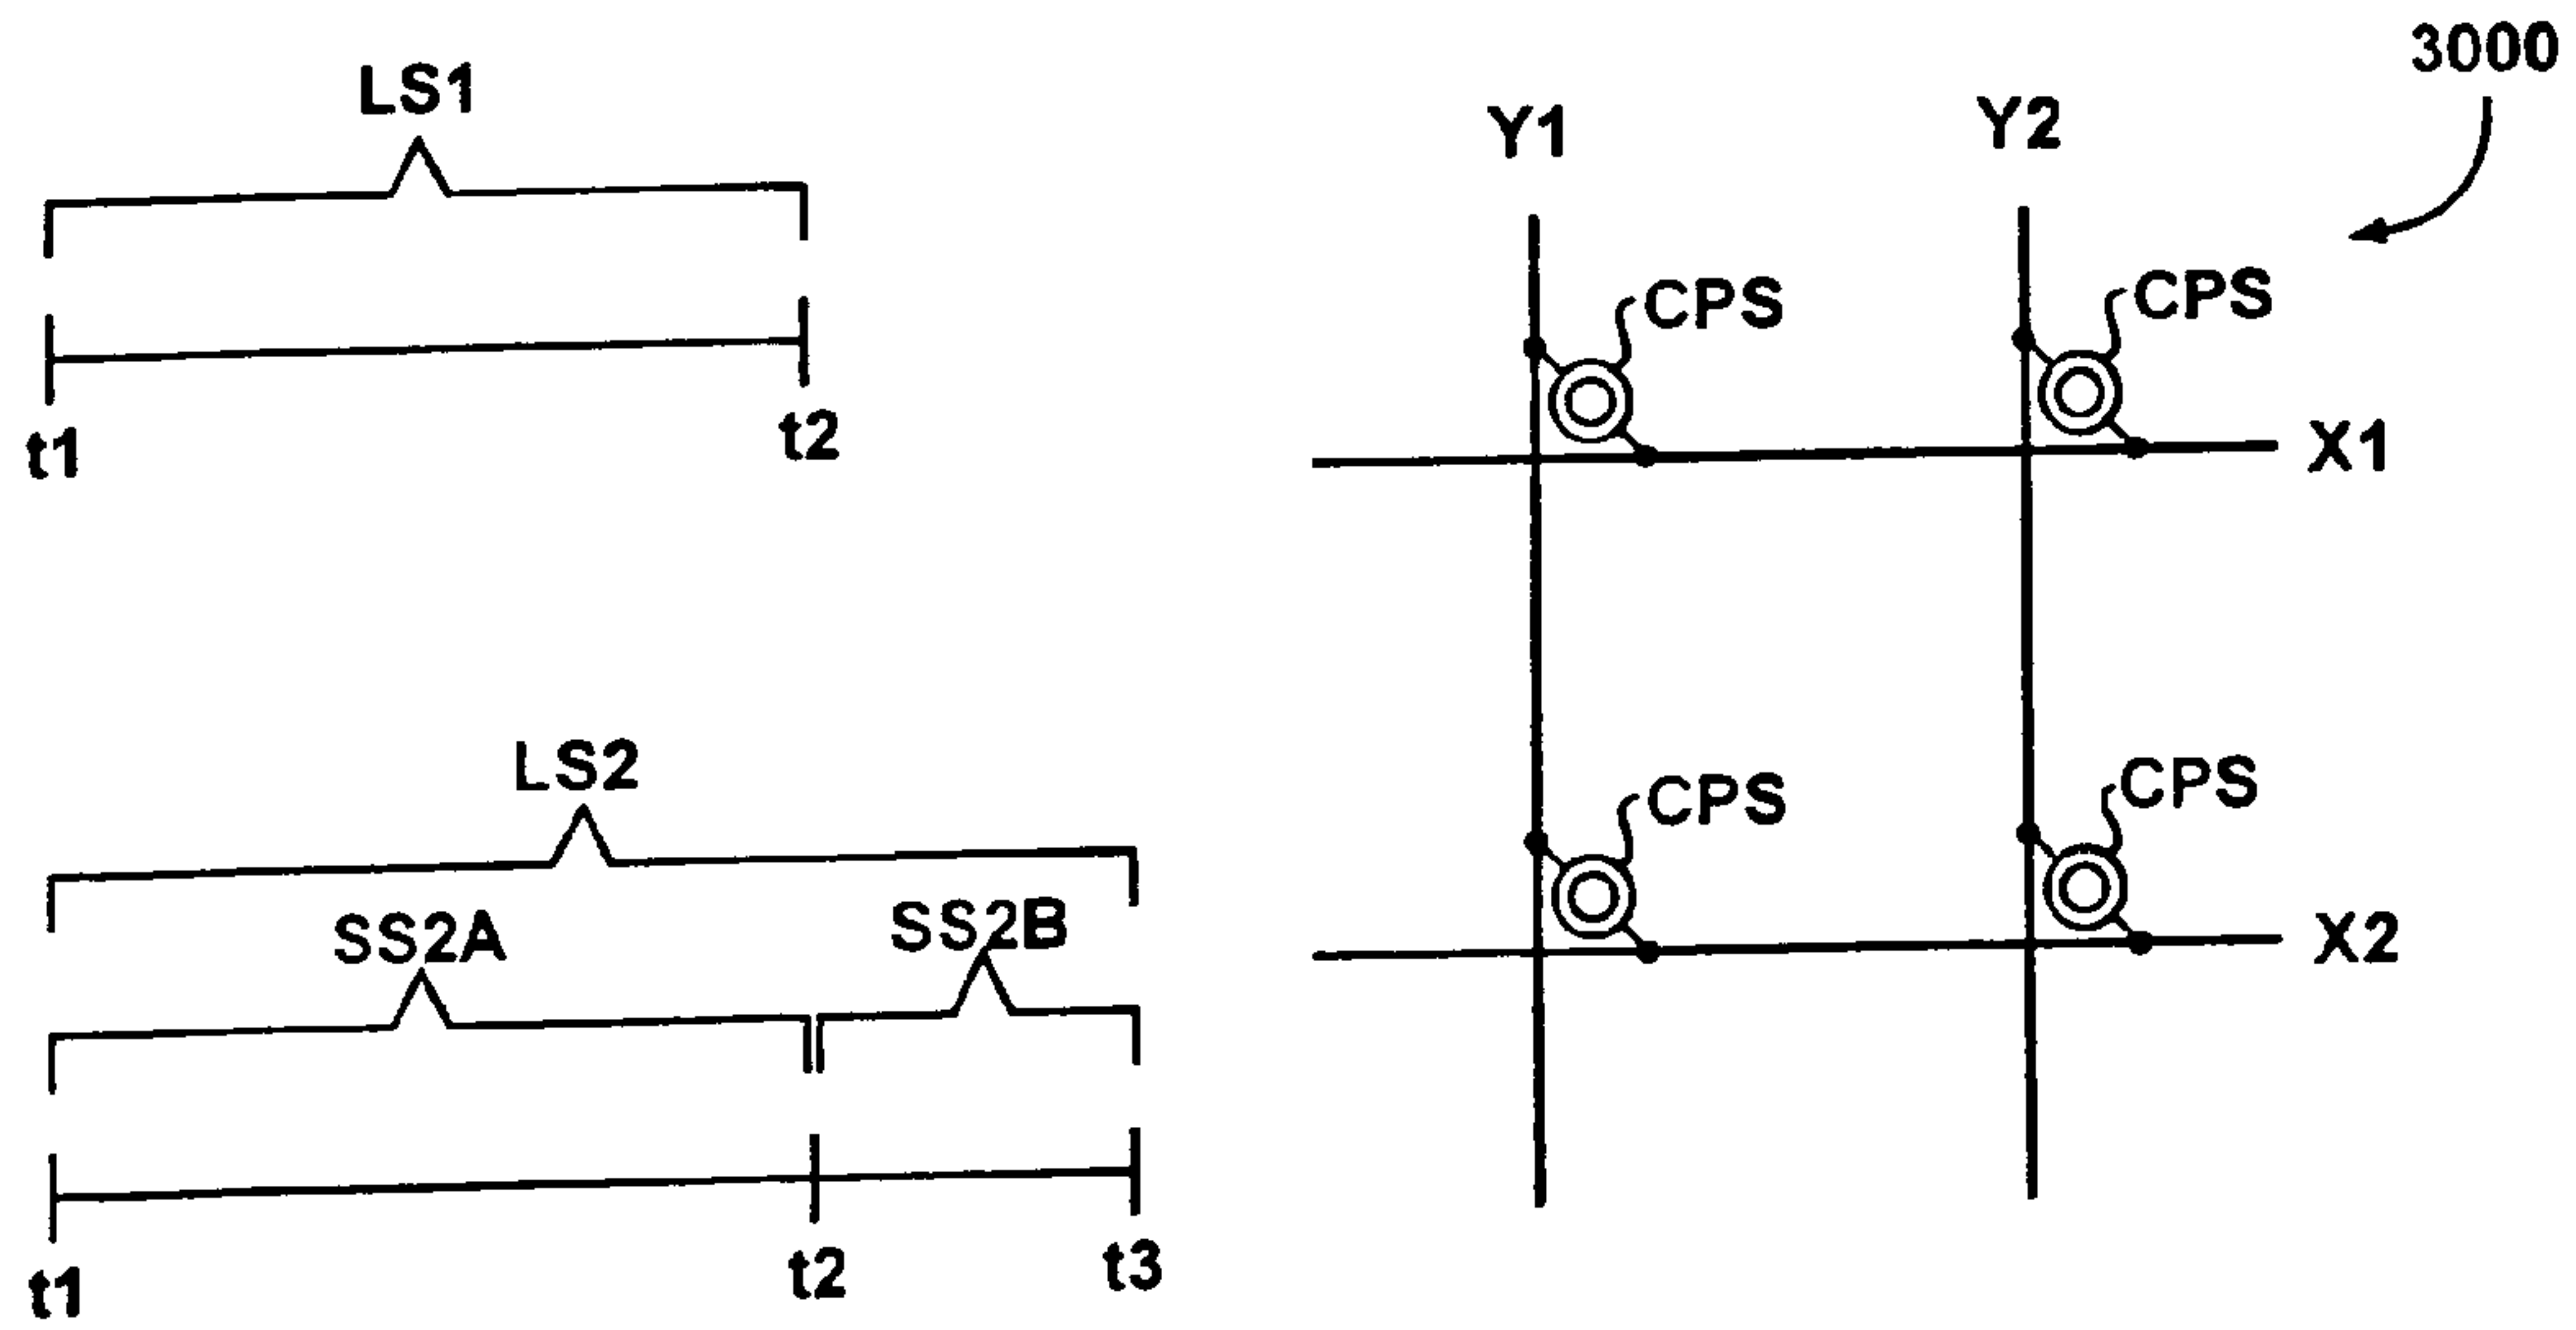 3000
LS1
Y1
Y2
CPS
CPS
t1
t2
X1
LS2
CPS
CPS
SS2A
SS2B
X2
t1
t2
t3